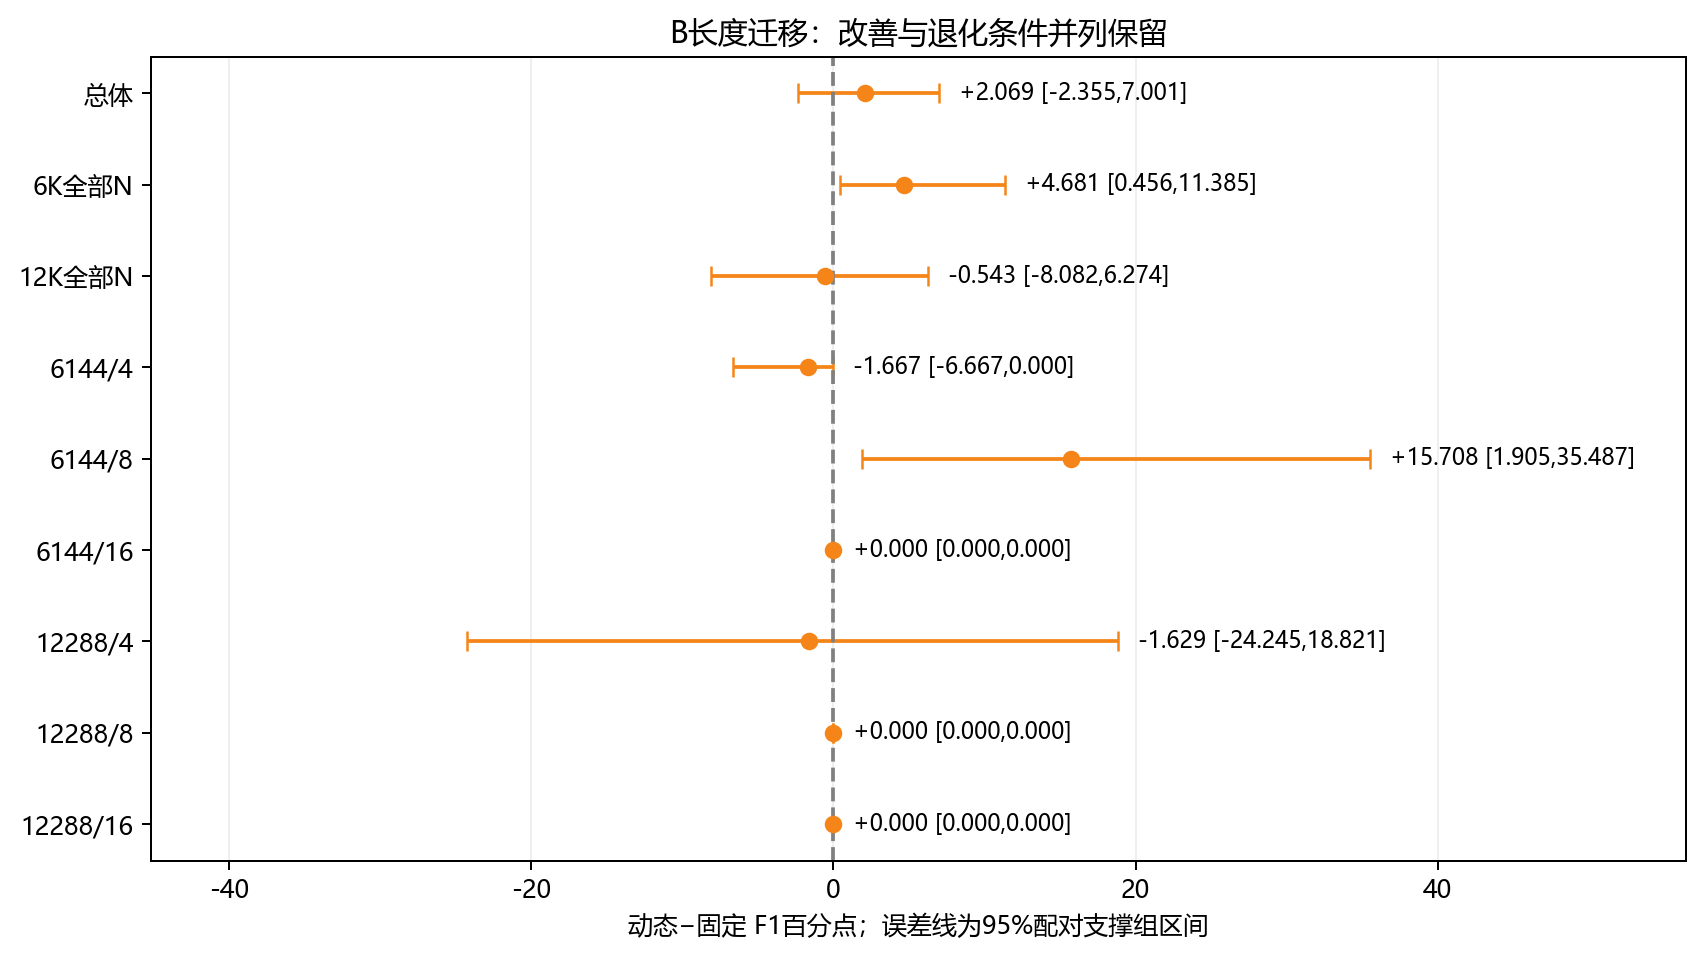 B长度迁移：改善与退化条件并列保留
总体 +2.069 [-2.355,7.001]
6K全部N +4.681 [0.456,11.385]
12K全部N -0.543 [-8.082,6.274]
6144/4 -1.667 [-6.667,0.000]
6144/8 +15.708 [1.905,35.487]
6144/16 +0.000 [0.000,0.000]
12288/4 -1.629 [-24.245,18.821]
12288/8 +0.000 [0.000,0.000]
12288/16 +0.000 [0.000,0.000]
-40 -20 0 20 40
动态−固定 F1百分点；误差线为95%配对支撑组区间